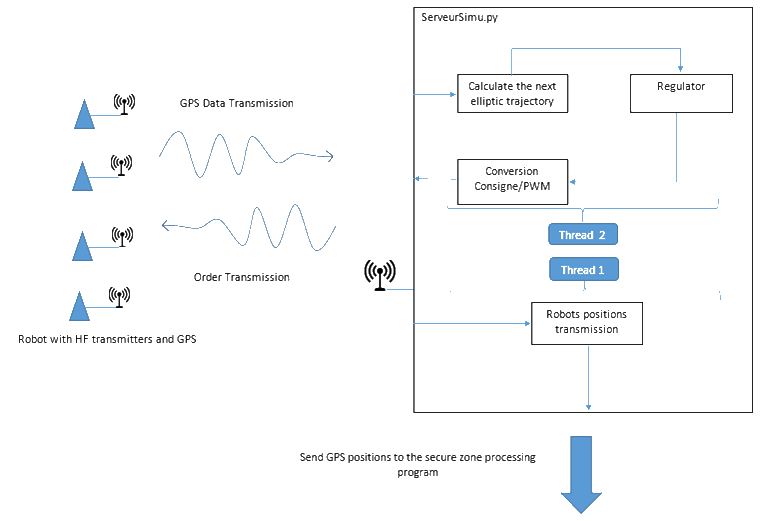 ServeurSimu.py
GPS Data Transmission
Calculate the next
elliptic trajectory
Regulator
Conversion
Consigne/PWM
Thread 2
Thread 1
Order Transmission
Robots positions
transmission
Robot with HF transmitters and GPS
Send GPS positions to the secure zone processing
program